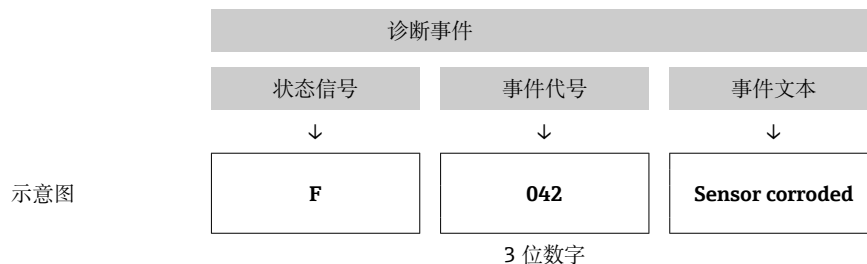 诊断事件
状态信号 事件代号 事件文本
↓ ↓ ↓
示意图 F 042 Sensor corroded
3 位数字